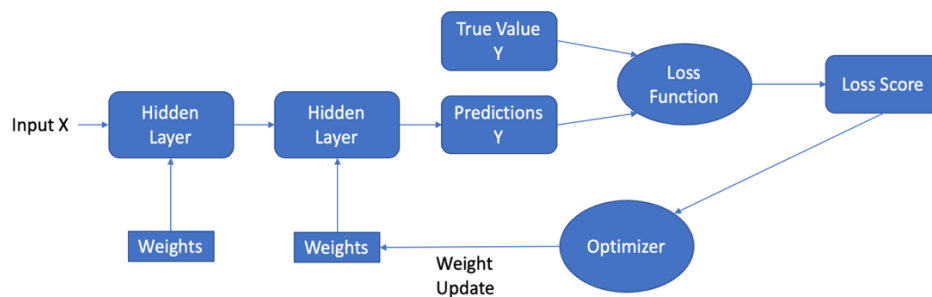 True Value
Y
Loss
Function
Loss Score
Input X
Hidden
Layer
Hidden
Layer
Predictions
Y
Weights
Weights
Optimizer
Weight
Update